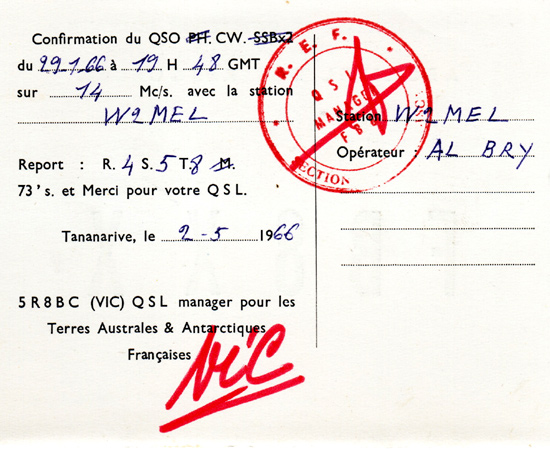 Confirmation du QSO PH. CW. SSBx2
du 29.1.66 à 19 H 48 GMT
sur 14 Mc/s. avec la station
W2MEL
Report : R. 4 S. 5 T 8 M.
73's. et Merci pour votre QSL.
Tananarive, le 2-5 1966
5R8BC (VIC) QSL manager pour les
Terres Australes & Antarctiques
Françaises
Vic
R. E. F.
QSL
MANAGER
FB8
SECTION
Station W2MEL
Opérateur : AL BRY